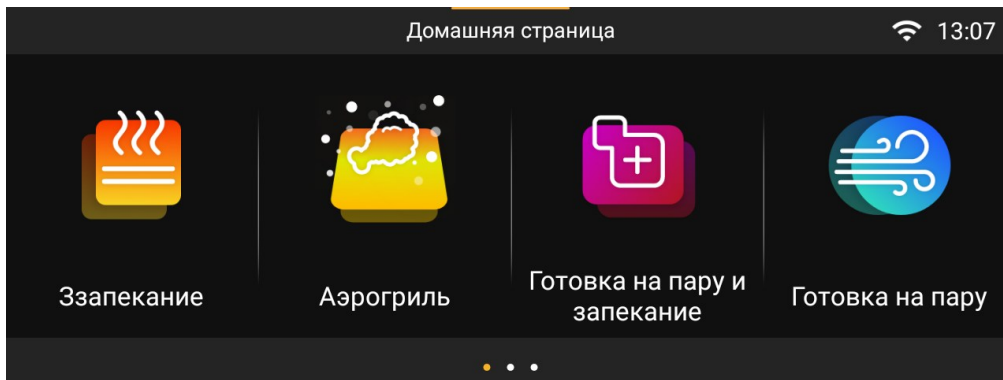 Домашняя страница
13:07
Ззапекание
Аэрогриль
Готовка на пару и
запекание
Готовка на пару